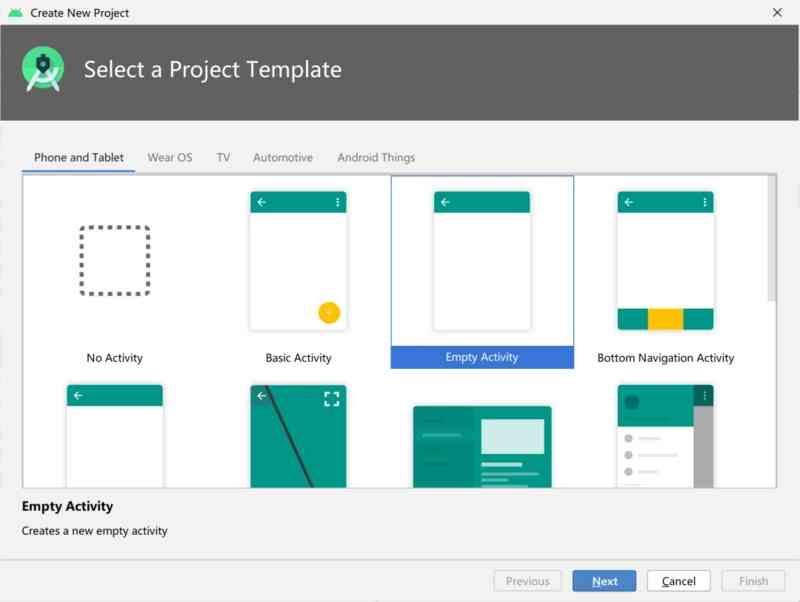 Create New Project
Select a Project Template
Phone and Tablet Wear OS TV Automotive Android Things
No Activity Basic Activity Empty Activity Bottom Navigation Activity
Empty Activity
Creates a new empty activity
Previous Next Cancel Finish